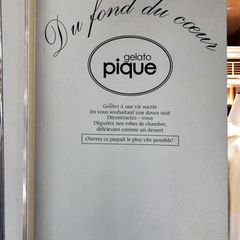 Du fond du cœur
gelato
pique
Goûtez à une vie sucrée
En vous souhaitant une douce nuit
Décontractez - vous
Dégustez nos robes de chambre,
délicieuses comme un dessert
Ouvrez ce paquet le plus vite possible!